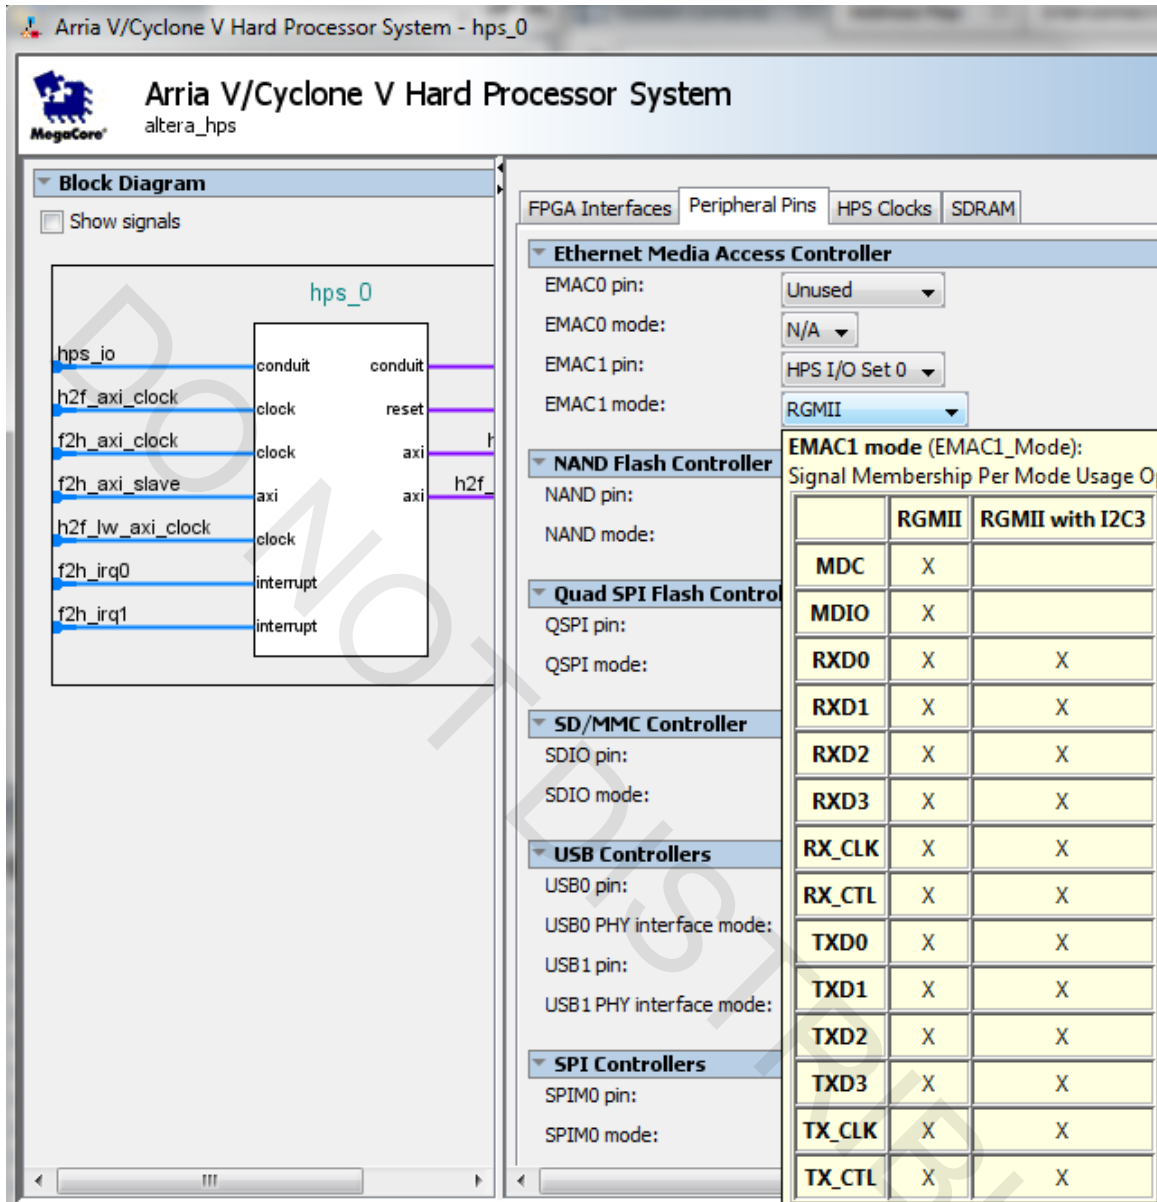 Arria V/Cyclone V Hard Processor System - hps_0
MegaCore®
Arria V/Cyclone V Hard Processor System
altera_hps
Block Diagram
Show signals
hps_0
hps_io
conduit
conduit
h2f_axi_clock
clock
reset
f2h_axi_clock
clock
axi
h
f2h_axi_slave
axi
axi
h2f_
h2f_lw_axi_clock
clock
f2h_irq0
interrupt
f2h_irq1
interrupt
FPGA Interfaces Peripheral Pins HPS Clocks SDRAM
Ethernet Media Access Controller
EMAC0 pin: Unused
EMAC0 mode: N/A
EMAC1 pin: HPS I/O Set 0
EMAC1 mode: RGMII
NAND Flash Controller
NAND pin:
NAND mode:
Quad SPI Flash Control
QSPI pin:
QSPI mode:
SD/MMC Controller
SDIO pin:
SDIO mode:
USB Controllers
USB0 pin:
USB0 PHY interface mode:
USB1 pin:
USB1 PHY interface mode:
SPI Controllers
SPIM0 pin:
SPIM0 mode:
EMAC1 mode (EMAC1_Mode):
Signal Membership Per Mode Usage O
RGMII RGMII with I2C3
MDC X
MDIO X
RXD0 X X
RXD1 X X
RXD2 X X
RXD3 X X
RX_CLK X X
RX_CTL X X
TXD0 X X
TXD1 X X
TXD2 X X
TXD3 X X
TX_CLK X X
TX_CTL X X
DO NOT DISTRIB